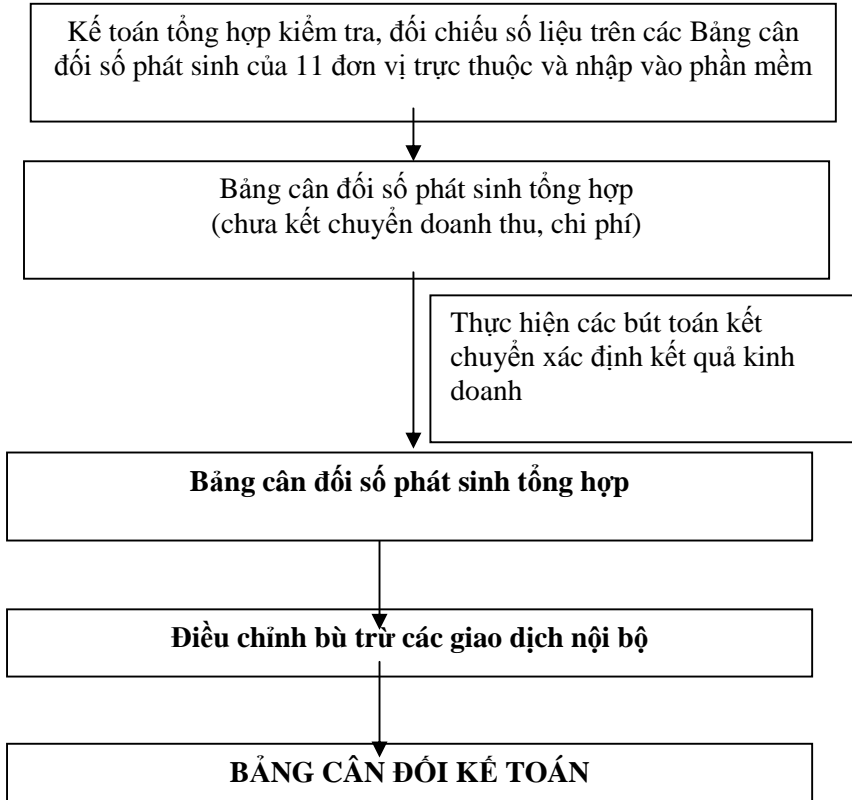 Kế toán tổng hợp kiểm tra, đối chiếu số liệu trên các Bảng cân
đối số phát sinh của 11 đơn vị trực thuộc và nhập vào phần mềm
Bảng cân đối số phát sinh tổng hợp
(chưa kết chuyển doanh thu, chi phí)
Thực hiện các bút toán kết
chuyển xác định kết quả kinh
doanh
Bảng cân đối số phát sinh tổng hợp
Điều chỉnh bù trừ các giao dịch nội bộ
BẢNG CÂN ĐỐI KẾ TOÁN